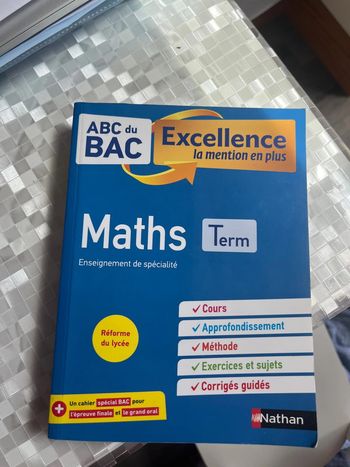 ABC du
BAC
Excellence
la mention en plus
Maths
Term
Enseignement de spécialité
Réforme
du lycée
✓ Cours
✓ Approfondissement
✓ Méthode
✓ Exercices et sujets
✓ Corrigés guidés
+ Un cahier spécial BAC pour
l'épreuve finale et le grand oral
Nathan